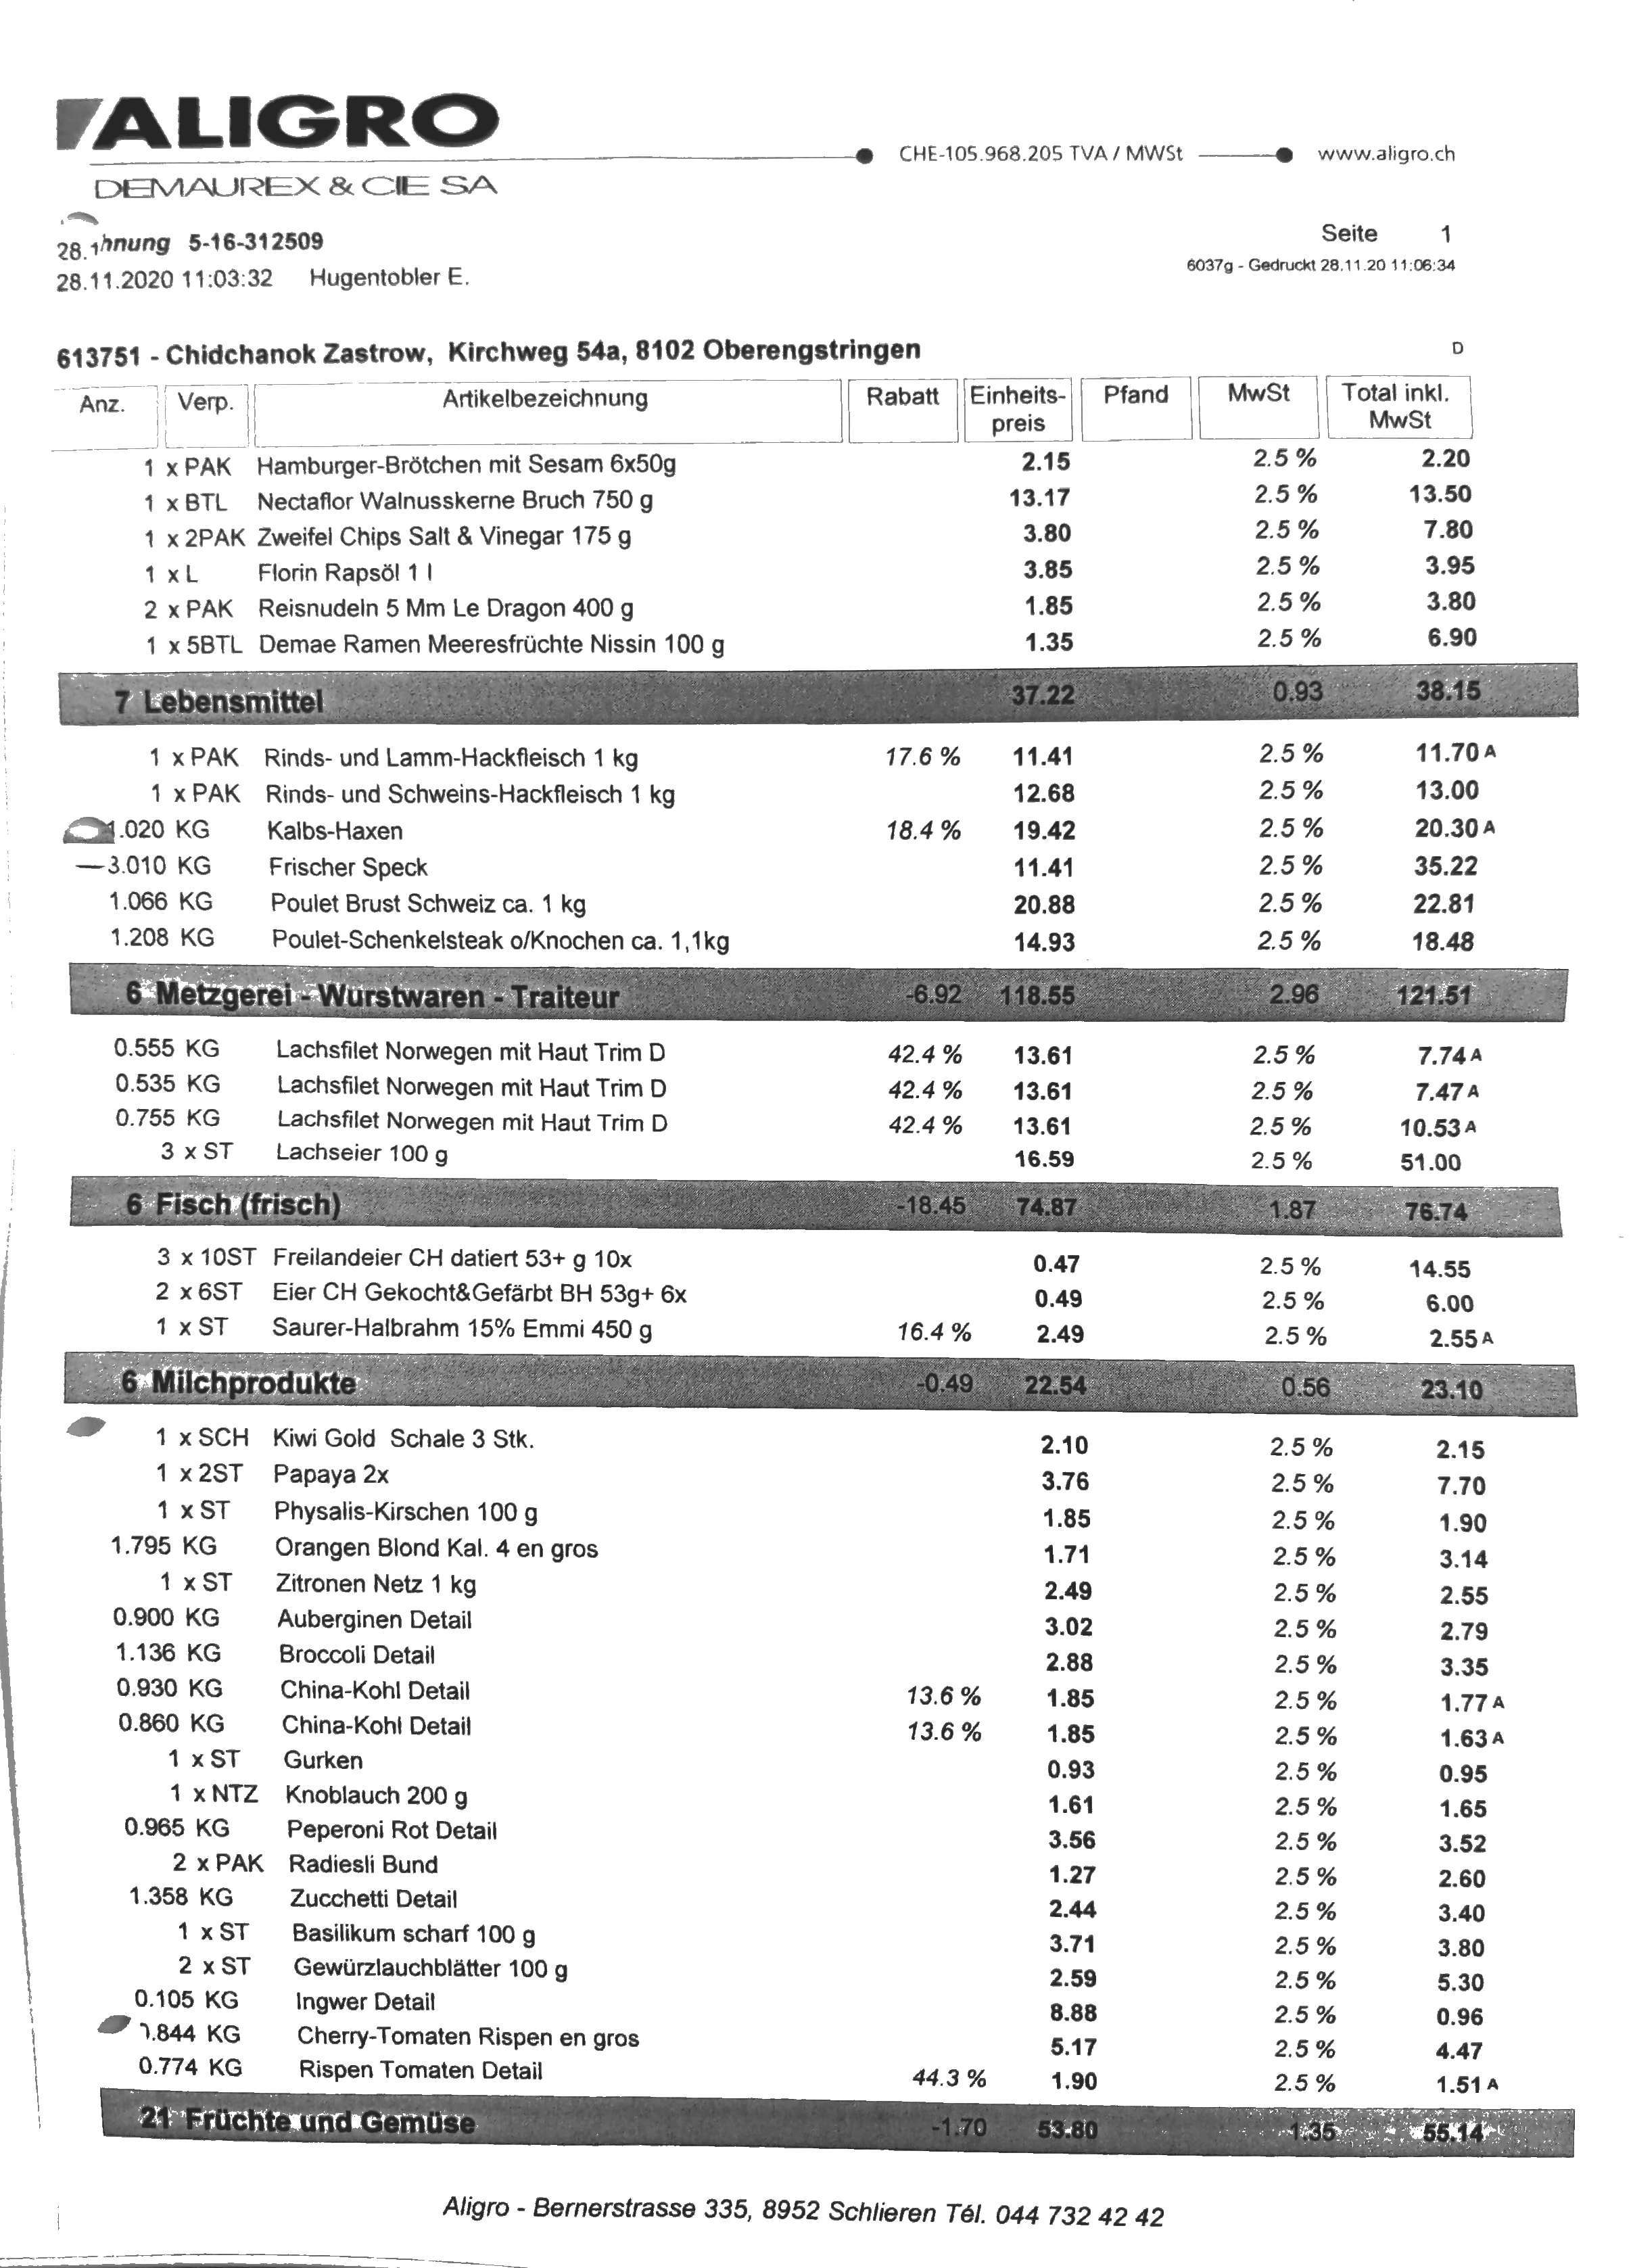 ALIGRO
CHE-105.968.205 TVA / MWSt
www.aligro.ch
DEMAUREX & CIE SA
Seite 1
28.1hnung 5-16-312509
6037g - Gedruckt 28.11.20 11:06:34
28.11.2020 11:03:32 Hugentobler E.
613751 - Chidchanok Zastrow, Kirchweg 54a, 8102 Oberengstringen D
Anz. Verp. Artikelbezeichnung Rabatt Einheits- Pfand MwSt Total inkl.
preis MwSt
1 x PAK Hamburger-Brötchen mit Sesam 6x50g 2.15 2.5 % 2.20
1 x BTL Nectaflor Walnusskerne Bruch 750 g 13.17 2.5 % 13.50
1 x 2PAK Zweifel Chips Salt & Vinegar 175 g 3.80 2.5 % 7.80
1 x L Florin Rapsöl 1 l 3.85 2.5 % 3.95
2 x PAK Reisnudeln 5 Mm Le Dragon 400 g 1.85 2.5 % 3.80
1 x 5BTL Demae Ramen Meeresfrüchte Nissin 100 g 1.35 2.5 % 6.90
7 Lebensmittel 37.22 0.93 38.15
1 x PAK Rinds- und Lamm-Hackfleisch 1 kg 17.6 % 11.41 2.5 % 11.70 A
1 x PAK Rinds- und Schweins-Hackfleisch 1 kg 12.68 2.5 % 13.00
1.020 KG Kalbs-Haxen 18.4 % 19.42 2.5 % 20.30 A
3.010 KG Frischer Speck 11.41 2.5 % 35.22
1.066 KG Poulet Brust Schweiz ca. 1 kg 20.88 2.5 % 22.81
1.208 KG Poulet-Schenkelsteak o/Knochen ca. 1,1kg 14.93 2.5 % 18.48
6 Metzgerei - Wurstwaren - Traiteur -6.92 118.55 2.96 121.51
0.555 KG Lachsfilet Norwegen mit Haut Trim D 42.4 % 13.61 2.5 % 7.74 A
0.535 KG Lachsfilet Norwegen mit Haut Trim D 42.4 % 13.61 2.5 % 7.47 A
0.755 KG Lachsfilet Norwegen mit Haut Trim D 42.4 % 13.61 2.5 % 10.53 A
3 x ST Lachseier 100 g 16.59 2.5 % 51.00
6 Fisch (frisch) -18.45 74.87 1.87 76.74
3 x 10ST Freilandeier CH datiert 53+ g 10x 0.47 2.5 % 14.55
2 x 6ST Eier CH Gekocht&Gefärbt BH 53g+ 6x 0.49 2.5 % 6.00
1 x ST Saurer-Halbrahm 15% Emmi 450 g 16.4 % 2.49 2.5 % 2.55 A
6 Milchprodukte -0.49 22.54 0.56 23.10
1 x SCH Kiwi Gold Schale 3 Stk. 2.10 2.5 % 2.15
1 x 2ST Papaya 2x 3.76 2.5 % 7.70
1 x ST Physalis-Kirschen 100 g 1.85 2.5 % 1.90
1.795 KG Orangen Blond Kal. 4 en gros 1.71 2.5 % 3.14
1 x ST Zitronen Netz 1 kg 2.49 2.5 % 2.55
0.900 KG Auberginen Detail 3.02 2.5 % 2.79
1.136 KG Broccoli Detail 2.88 2.5 % 3.35
0.930 KG China-Kohl Detail 13.6 % 1.85 2.5 % 1.77 A
0.860 KG China-Kohl Detail 13.6 % 1.85 2.5 % 1.63 A
1 x ST Gurken 0.93 2.5 % 0.95
1 x NTZ Knoblauch 200 g 1.61 2.5 % 1.65
0.965 KG Peperoni Rot Detail 3.56 2.5 % 3.52
2 x PAK Radiesli Bund 1.27 2.5 % 2.60
1.358 KG Zucchetti Detail 2.44 2.5 % 3.40
1 x ST Basilikum scharf 100 g 3.71 2.5 % 3.80
2 x ST Gewürzlauchblätter 100 g 2.59 2.5 % 5.30
0.105 KG Ingwer Detail 8.88 2.5 % 0.96
.844 KG Cherry-Tomaten Rispen en gros 5.17 2.5 % 4.47
0.774 KG Rispen Tomaten Detail 44.3 % 1.90 2.5 % 1.51 A
21 Früchte und Gemüse -1.70 53.80 1.35 55.14
Aligro - Bernerstrasse 335, 8952 Schlieren Tél. 044 732 42 42